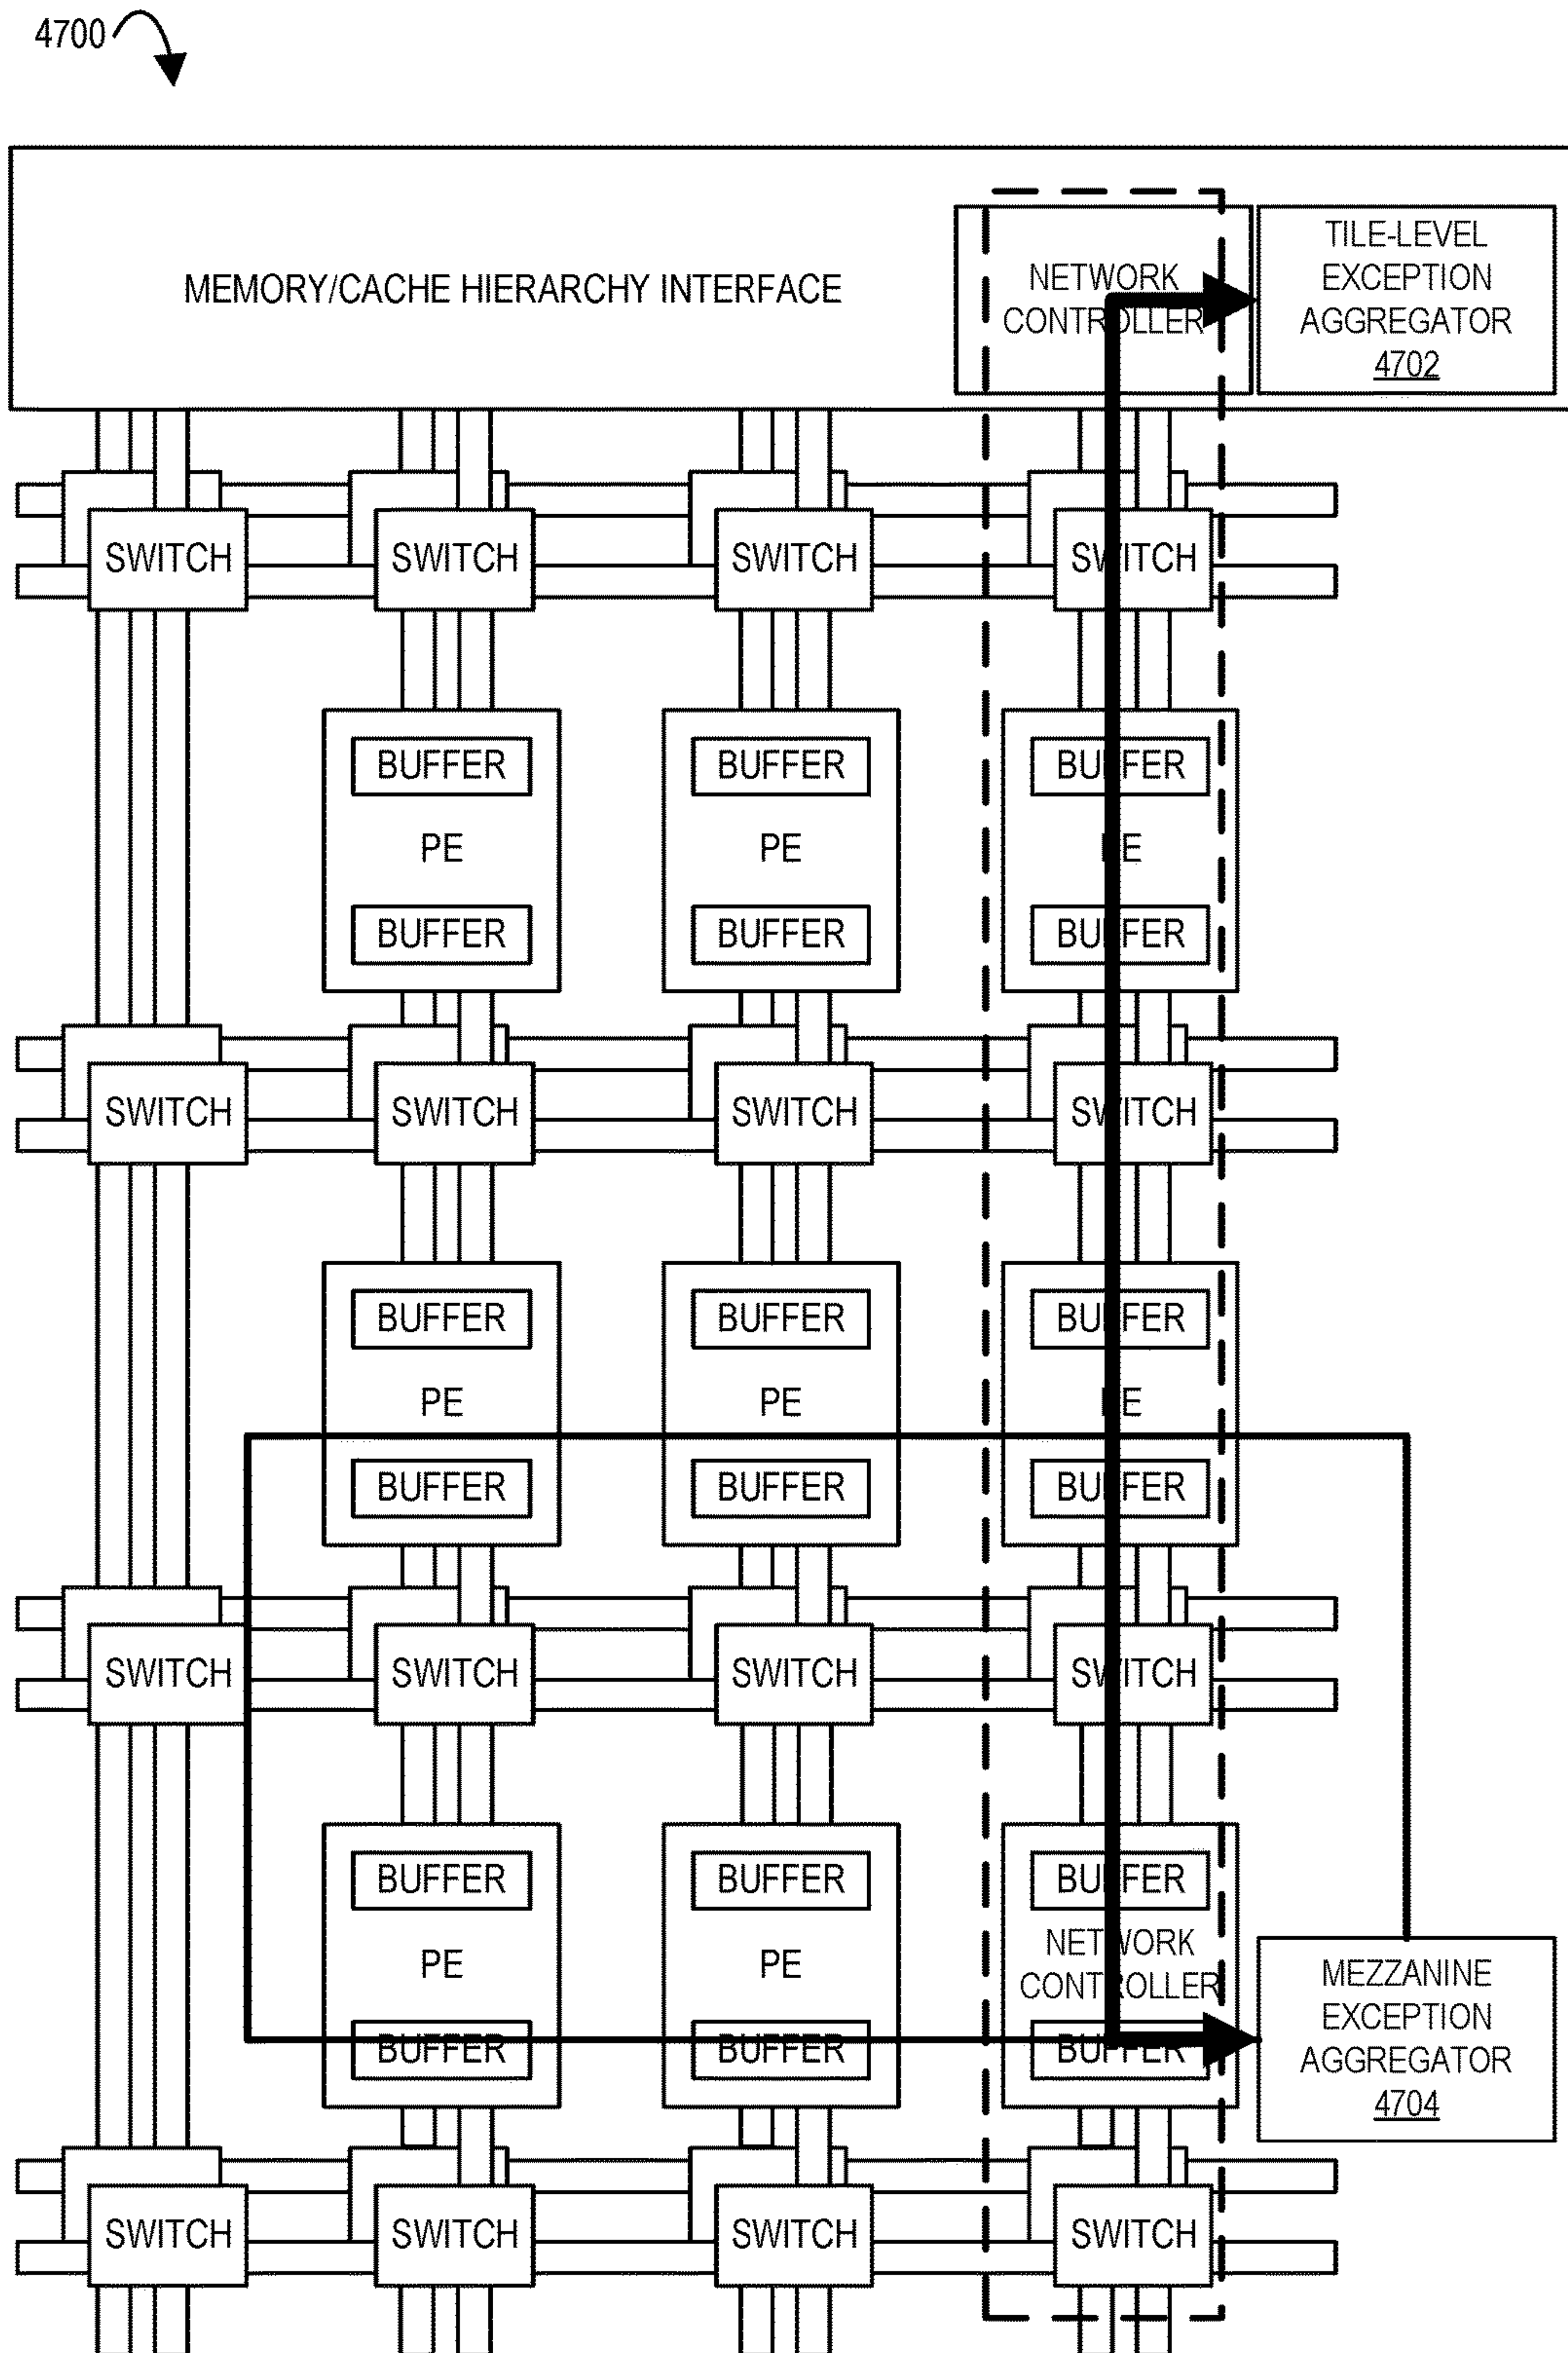 4700
MEMORY/CACHE HIERARCHY INTERFACE
NETWORK
CONTROLLER
TILE-LEVEL
EXCEPTION
AGGREGATOR
4702
SWITCH SWITCH SWITCH SWITCH
BUFFER BUFFER BUFFER
PE PE PE
BUFFER BUFFER BUFFER
SWITCH SWITCH SWITCH SWITCH
BUFFER BUFFER BUFFER
PE PE PE
BUFFER BUFFER BUFFER
SWITCH SWITCH SWITCH SWITCH
BUFFER BUFFER BUFFER
PE PE
NETWORK
CONTROLLER
BUFFER BUFFER BUFFER
MEZZANINE
EXCEPTION
AGGREGATOR
4704
SWITCH SWITCH SWITCH SWITCH